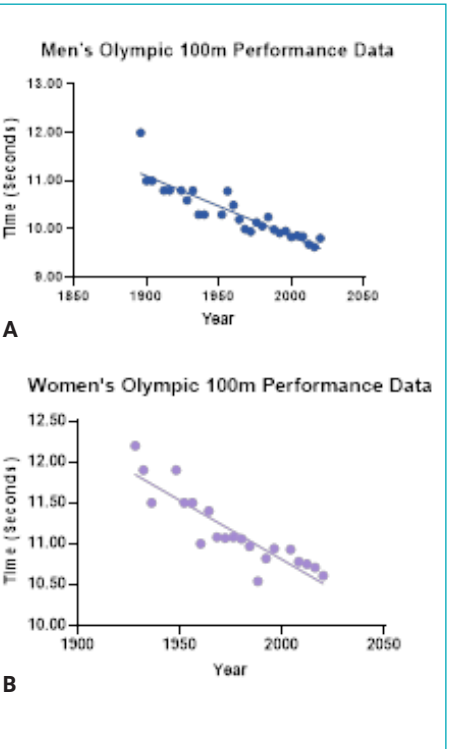 Men's Olympic 100m Performance Data
13.00
12.00
11.00
10.00
9.00
Time (seconds)
1850 1900 1950 2000 2050
Year
A
Women's Olympic 100m Performance Data
12.50
12.00
11.50
11.00
10.50
10.00
Time (seconds)
1900 1950 2000 2050
Year
B